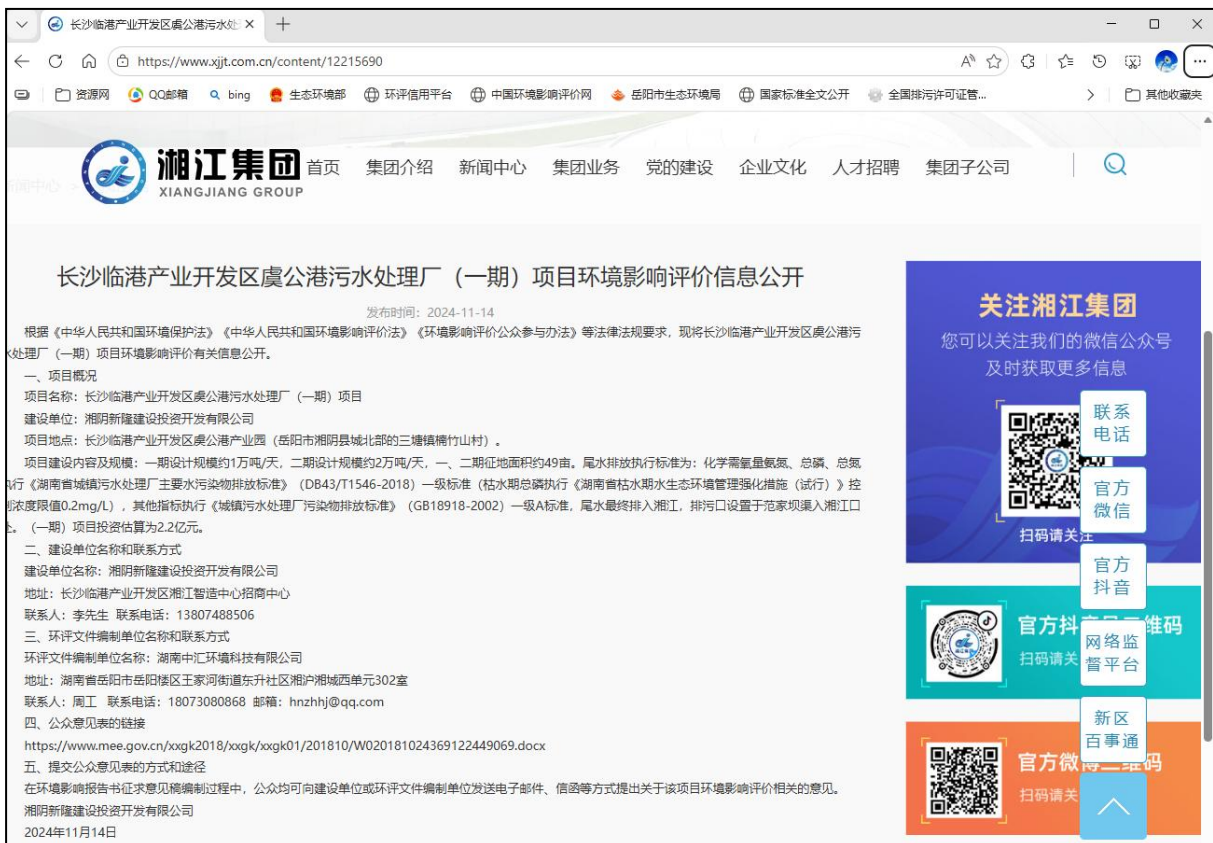 长沙临港产业开发区虞公港污水处
https://www.xjjt.com.cn/content/12215690
资源网 QQ邮箱 bing 生态环境部 环评信用平台 中国环境影响评价网 岳阳市生态环境局 国家标准全文公开 全国排污许可证管... 其他收藏夹
湘江集团
XIANGJIANG GROUP
首页 集团介绍 新闻中心 集团业务 党的建设 企业文化 人才招聘 集团子公司
新闻中心 >
长沙临港产业开发区虞公港污水处理厂（一期）项目环境影响评价信息公开
发布时间：2024-11-14
根据《中华人民共和国环境保护法》《中华人民共和国环境影响评价法》《环境影响评价公众参与办法》等法律法规要求，现将长沙临港产业开发区虞公港污
水处理厂（一期）项目环境影响评价有关信息公开。
一、项目概况
项目名称：长沙临港产业开发区虞公港污水处理厂（一期）项目
建设单位：湘阴新隆建设投资开发有限公司
项目地点：长沙临港产业开发区虞公港产业园（岳阳市湘阴县城北部的三塘镇楠竹山村）。
项目建设内容及规模：一期设计规模约1万吨/天，二期设计规模约2万吨/天，一、二期征地面积约49亩。尾水排放执行标准为：化学需氧量氨氮、总磷、总氮
执行《湖南省城镇污水处理厂主要水污染物排放标准》（DB43/T1546-2018）一级标准（枯水期总磷执行《湖南省枯水期水生态环境管理强化措施（试行）》控
制浓度限值0.2mg/L），其他指标执行《城镇污水处理厂污染物排放标准》（GB18918-2002）一级A标准，尾水最终排入湘江，排污口设置于范家坝渠入湘江口
处。（一期）项目投资估算为2.2亿元。
二、建设单位名称和联系方式
建设单位名称：湘阴新隆建设投资开发有限公司
地址：长沙临港产业开发区湘江智造中心招商中心
联系人：李先生 联系电话：13807488506
三、环评文件编制单位名称和联系方式
环评文件编制单位名称：湖南中汇环境科技有限公司
地址：湖南省岳阳市岳阳楼区王家河街道东升社区湘沪湘城西单元302室
联系人：周工 联系电话：18073080868 邮箱：hnzhhj@qq.com
四、公众意见表的链接
https://www.mee.gov.cn/xxgk2018/xxgk/xxgk01/201810/W020181024369122449069.docx
五、提交公众意见表的方式和途径
在环境影响报告书征求意见稿编制过程中，公众均可向建设单位或环评文件编制单位发送电子邮件、信函等方式提出关于该项目环境影响评价相关的意见。
湘阴新隆建设投资开发有限公司
2024年11月14日
关注湘江集团
您可以关注我们的微信公众号
及时获取更多信息
扫码请关注
官方抖音号二维码
扫码请关
官方微博二维码
扫码请关
联系
电话
官方
微信
官方
抖音
网络监
督平台
新区
百事通